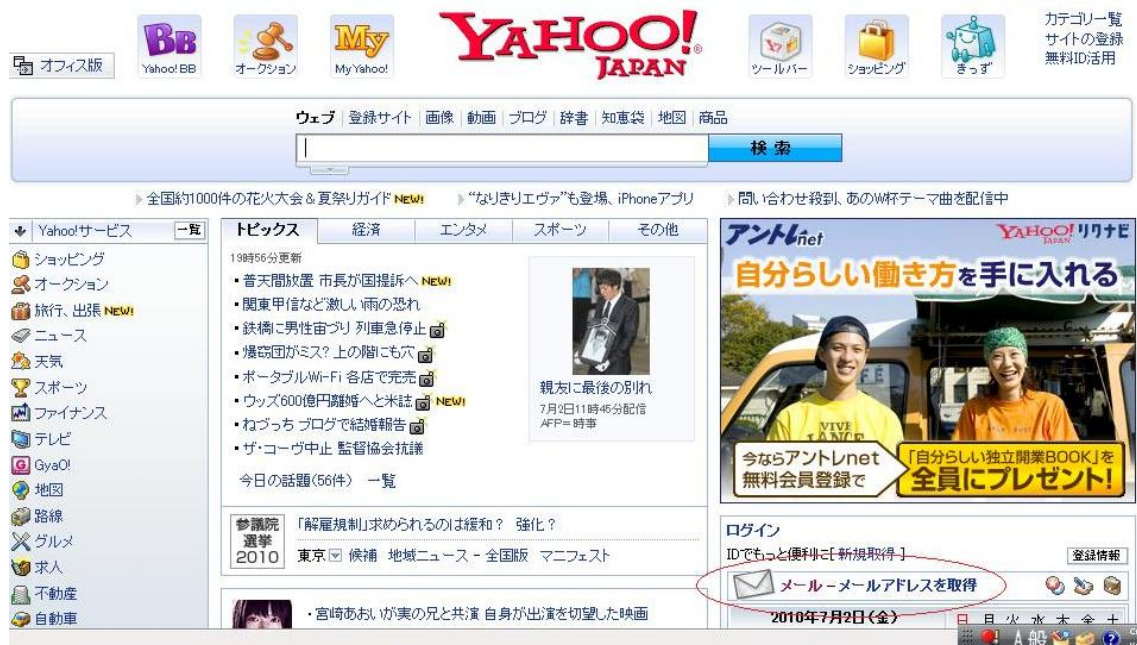 カテゴリ一覧
サイトの登録
無料ID活用
オフィス版
BB
Yahoo! BB
オークション
My
My Yahoo!
YAHOO!
JAPAN
ツールバー
ショッピング
きっず
ウェブ | 登録サイト | 画像 | 動画 | ブログ | 辞書 | 知恵袋 | 地図 | 商品
検索
全国約1000件の花火大会&夏祭りガイド NEW!
“なりきりエヴァ”も登場、iPhoneアプリ
問い合わせ殺到、あのW杯テーマ曲を配信中
Yahoo!サービス 一覧
ショッピング
オークション
旅行、出張 NEW!
ニュース
天気
スポーツ
ファイナンス
テレビ
GyaO!
地図
路線
グルメ
求人
不動産
自動車
トピックス 経済 エンタメ スポーツ その他
19時56分更新
普天間放置 市長が国提訴へ NEW!
関東甲信など激しい雨の恐れ
鉄橋に男性宙づり 列車急停止
爆窃団がミス? 上の階にも穴
ポータブルWi-Fi 各店で完売
ウッズ600億円離婚へと米誌 NEW!
ねづっち ブログで結婚報告
ザ・コーヴ中止 監督協会抗議
今日の話題(56件) 一覧
親友に最後の別れ
7月2日11時45分配信
AFP=時事
参議院
選挙
2010
「解雇規制」求められるのは緩和? 強化?
東京 候補 地域ニュース - 全国版 マニフェスト
・宮崎あおいが実の兄と共演 自身が出演を切望した映画
アントレnet
YAHOO! JAPAN リクナビ
自分らしい働き方を手に入れる
VIVE
今ならアントレnet
無料会員登録で
「自分らしい独立開業BOOK」を
全員にプレゼント!
ログイン
IDでもっと便利に[ 新規取得 ]
登録情報
メール - メールアドレスを取得
2010年7月2日(金)
日 月 火 水 木 金 土
A 般